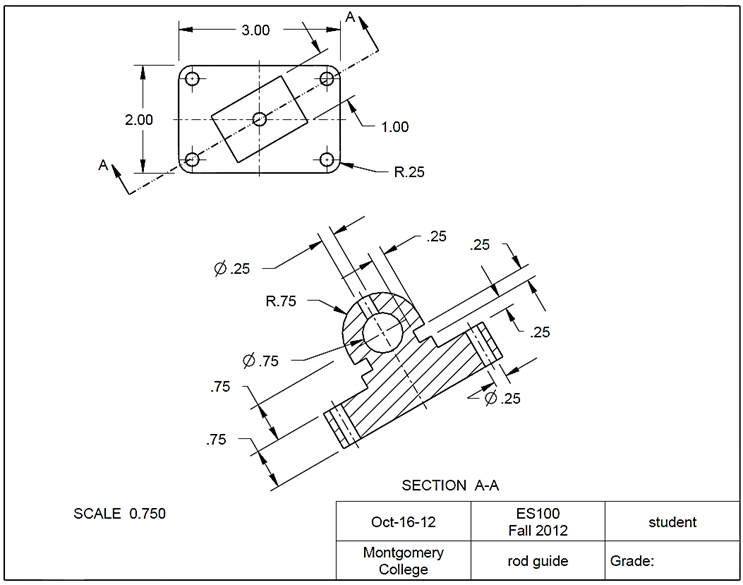 A
3.00
2.00
1.00
A
R.25
.25
.25
Ø .25
R.75
.25
Ø .75
.75
Ø .25
.75
SECTION A-A
SCALE 0.750
Oct-16-12
ES100
Fall 2012
student
Montgomery
College
rod guide
Grade: